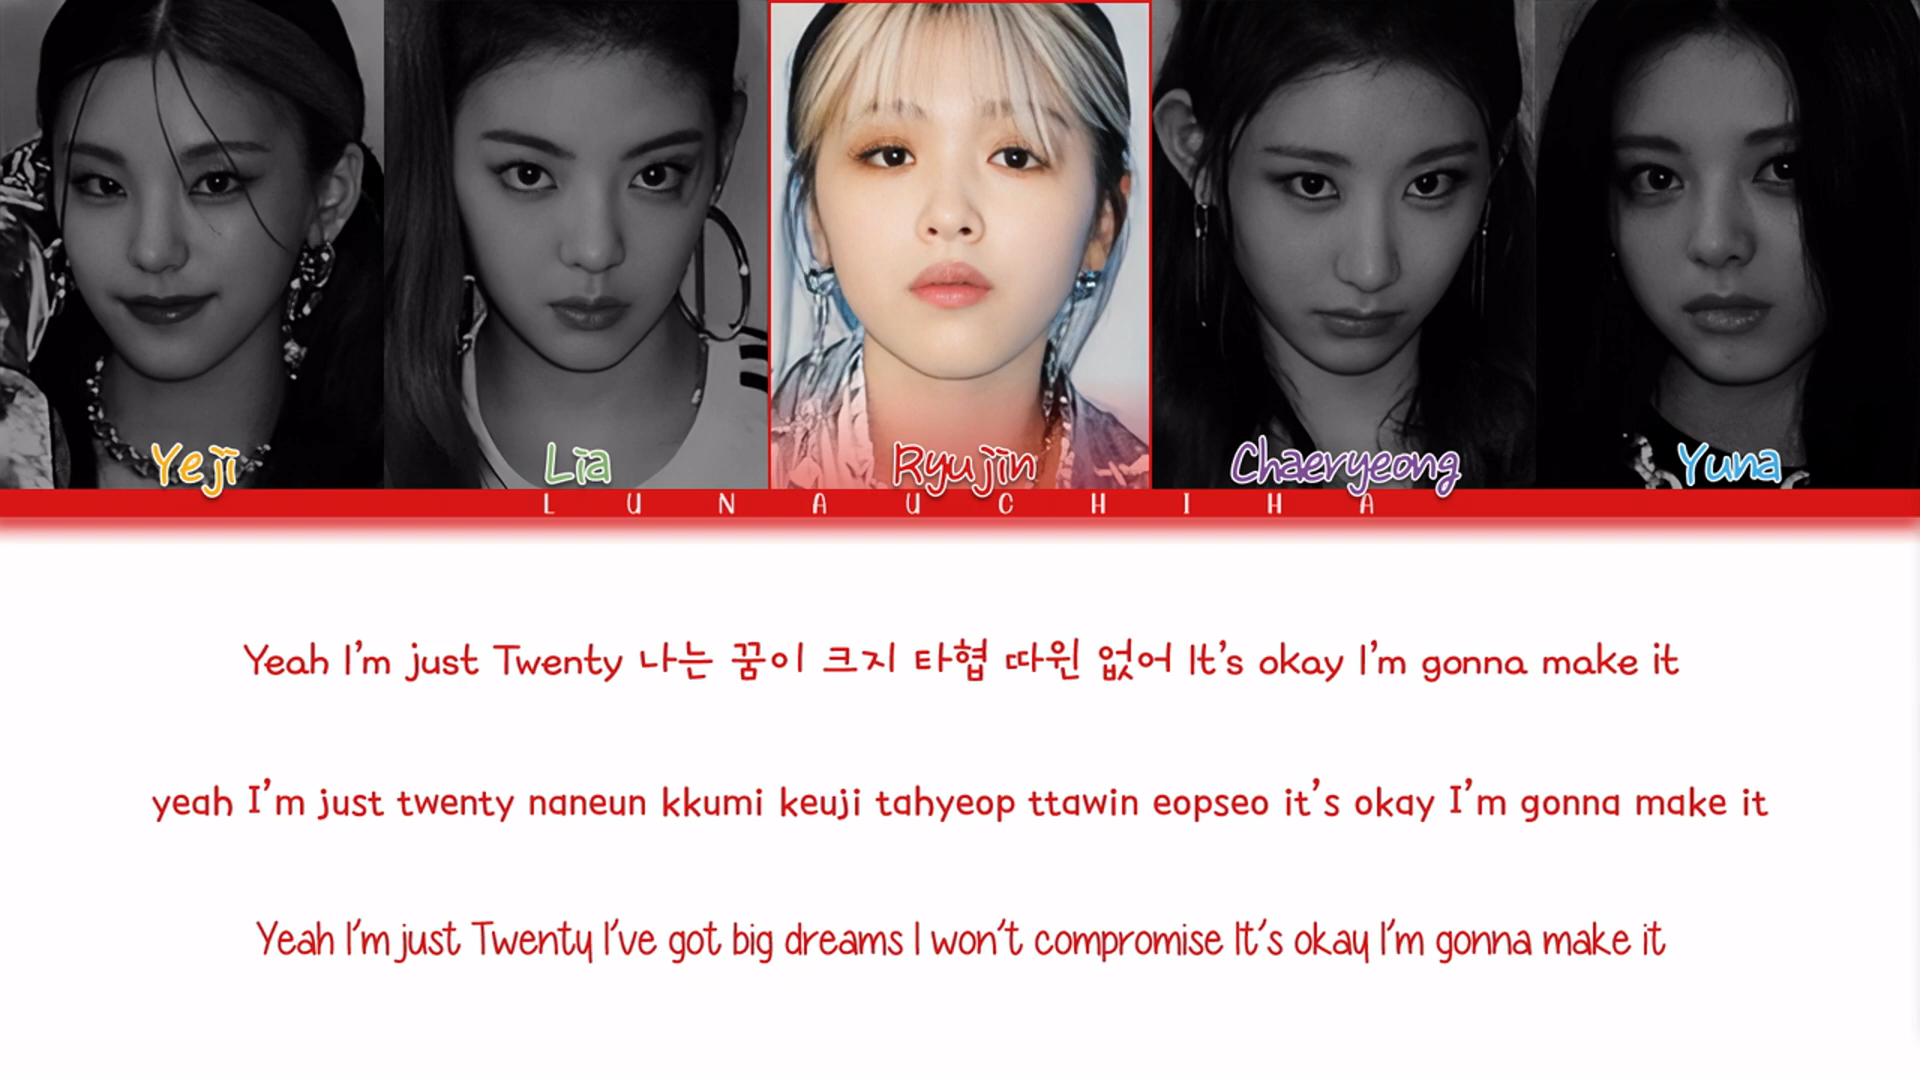 Yeji
Lia
Ryujin
Chaeryeong
Yuna
LUNAUCHIHA
Yeah I'm just Twenty 나는 꿈이 크지 타협 따윈 없어 It's okay I'm gonna make it
yeah I'm just twenty naneun kkumi keuji tahyeop ttawin eopseo it's okay I'm gonna make it
Yeah I'm just Twenty I've got big dreams I won't compromise It's okay I'm gonna make it